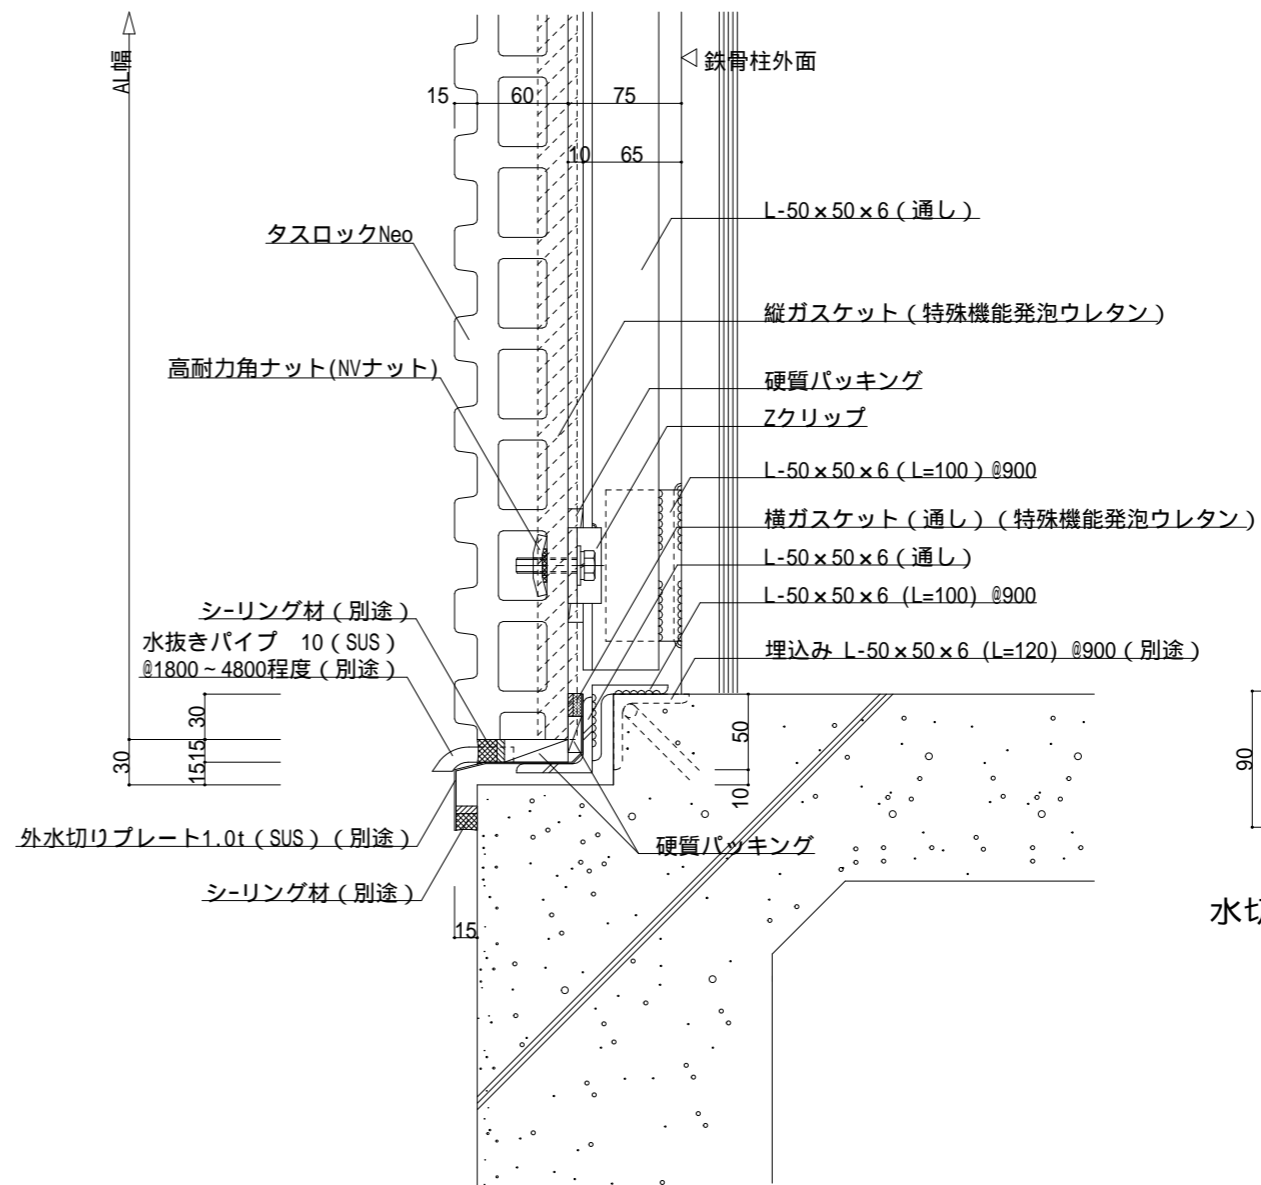 AL幅
鉄骨柱外面
15 60 75
10 65
L-50×50×6(通し)
タスロックNeo
縦ガスケット(特殊機能発泡ウレタン)
高耐力角ナット(NVナット)
硬質パッキング
Zクリップ
L-50×50×6(L=100)@900
横ガスケット(通し)(特殊機能発泡ウレタン)
L-50×50×6(通し)
L-50×50×6 (L=100) @900
シーリング材(別途)
水抜きパイプ 10(SUS)
@1800~4800程度(別途)
埋込み L-50×50×6 (L=120) @900(別途)
30
15
15
30
50
10
90
外水切りプレート1.0t(SUS)(別途)
硬質パッキング
シーリング材(別途)
15
水切